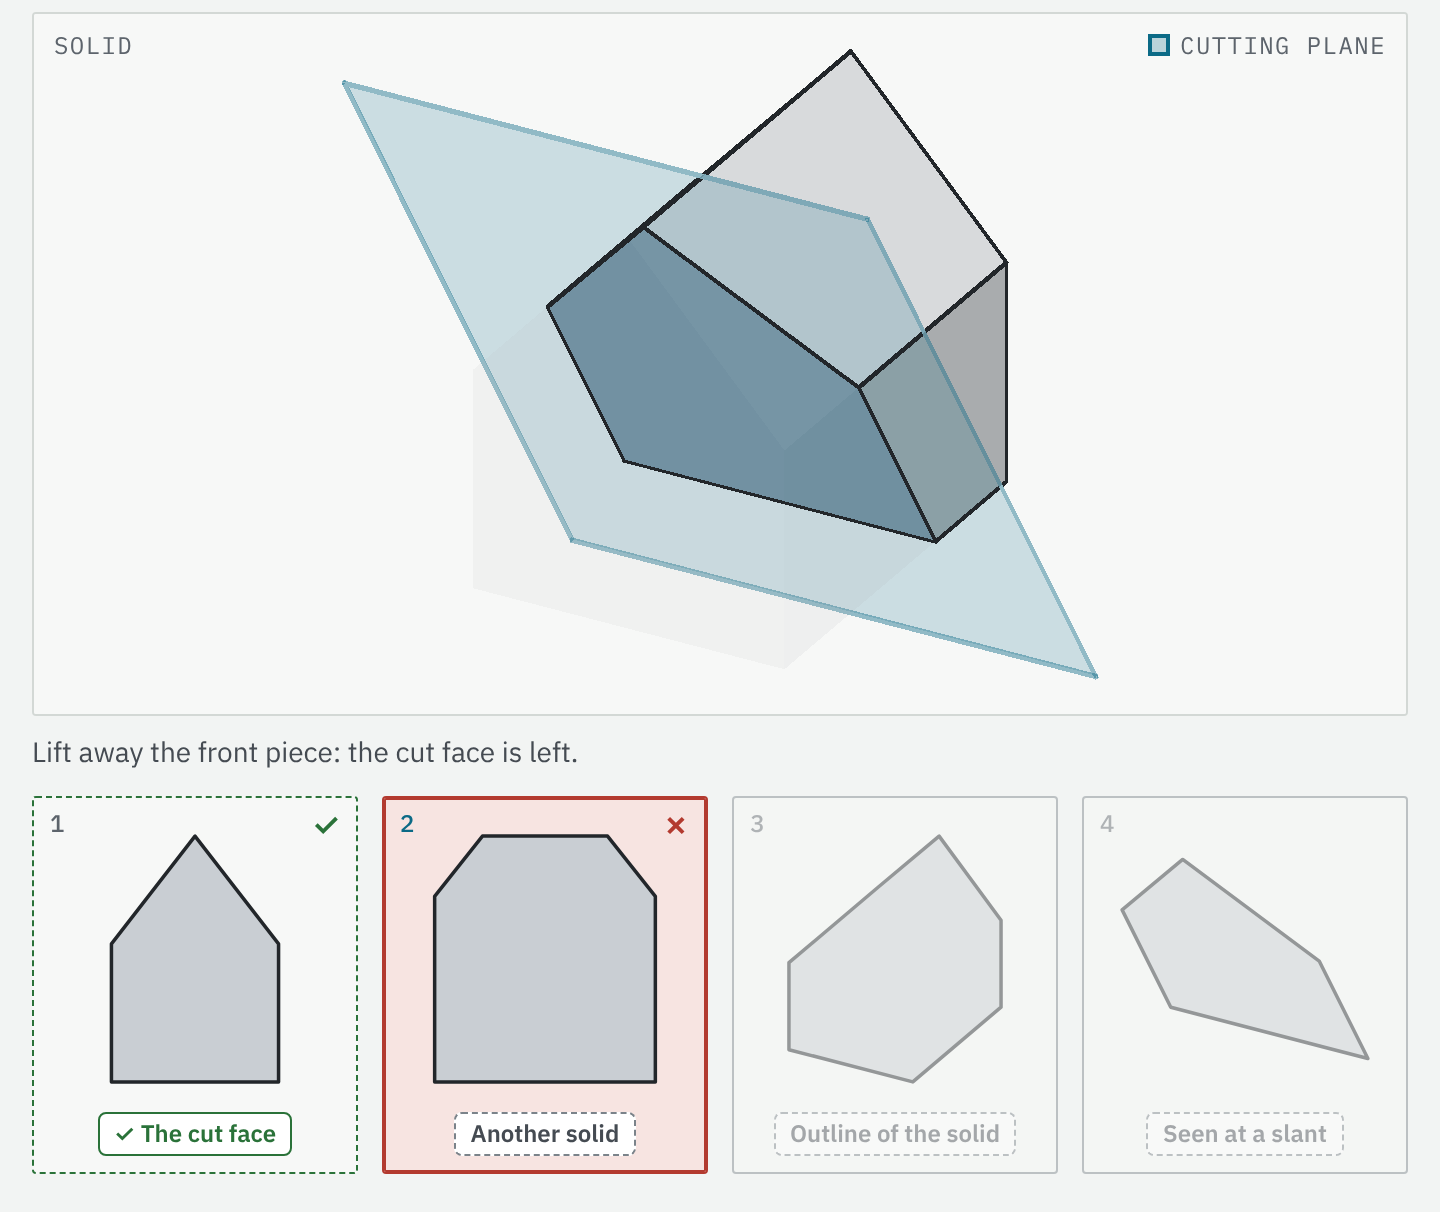 SOLID
CUTTING PLANE
Lift away the front piece: the cut face is left.
1
2
3
4
The cut face
Another solid
Outline of the solid
Seen at a slant